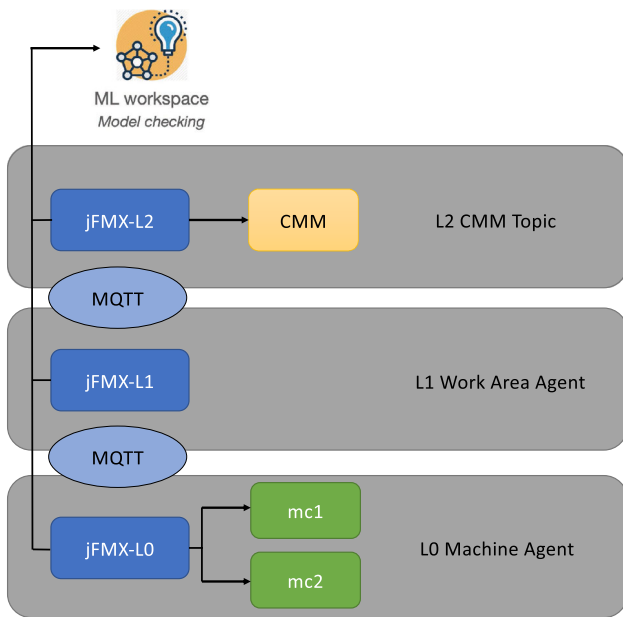 ML workspace
Model checking
jFMX-L2
CMM
L2 CMM Topic
MQTT
jFMX-L1
L1 Work Area Agent
MQTT
mc1
jFMX-L0
L0 Machine Agent
mc2